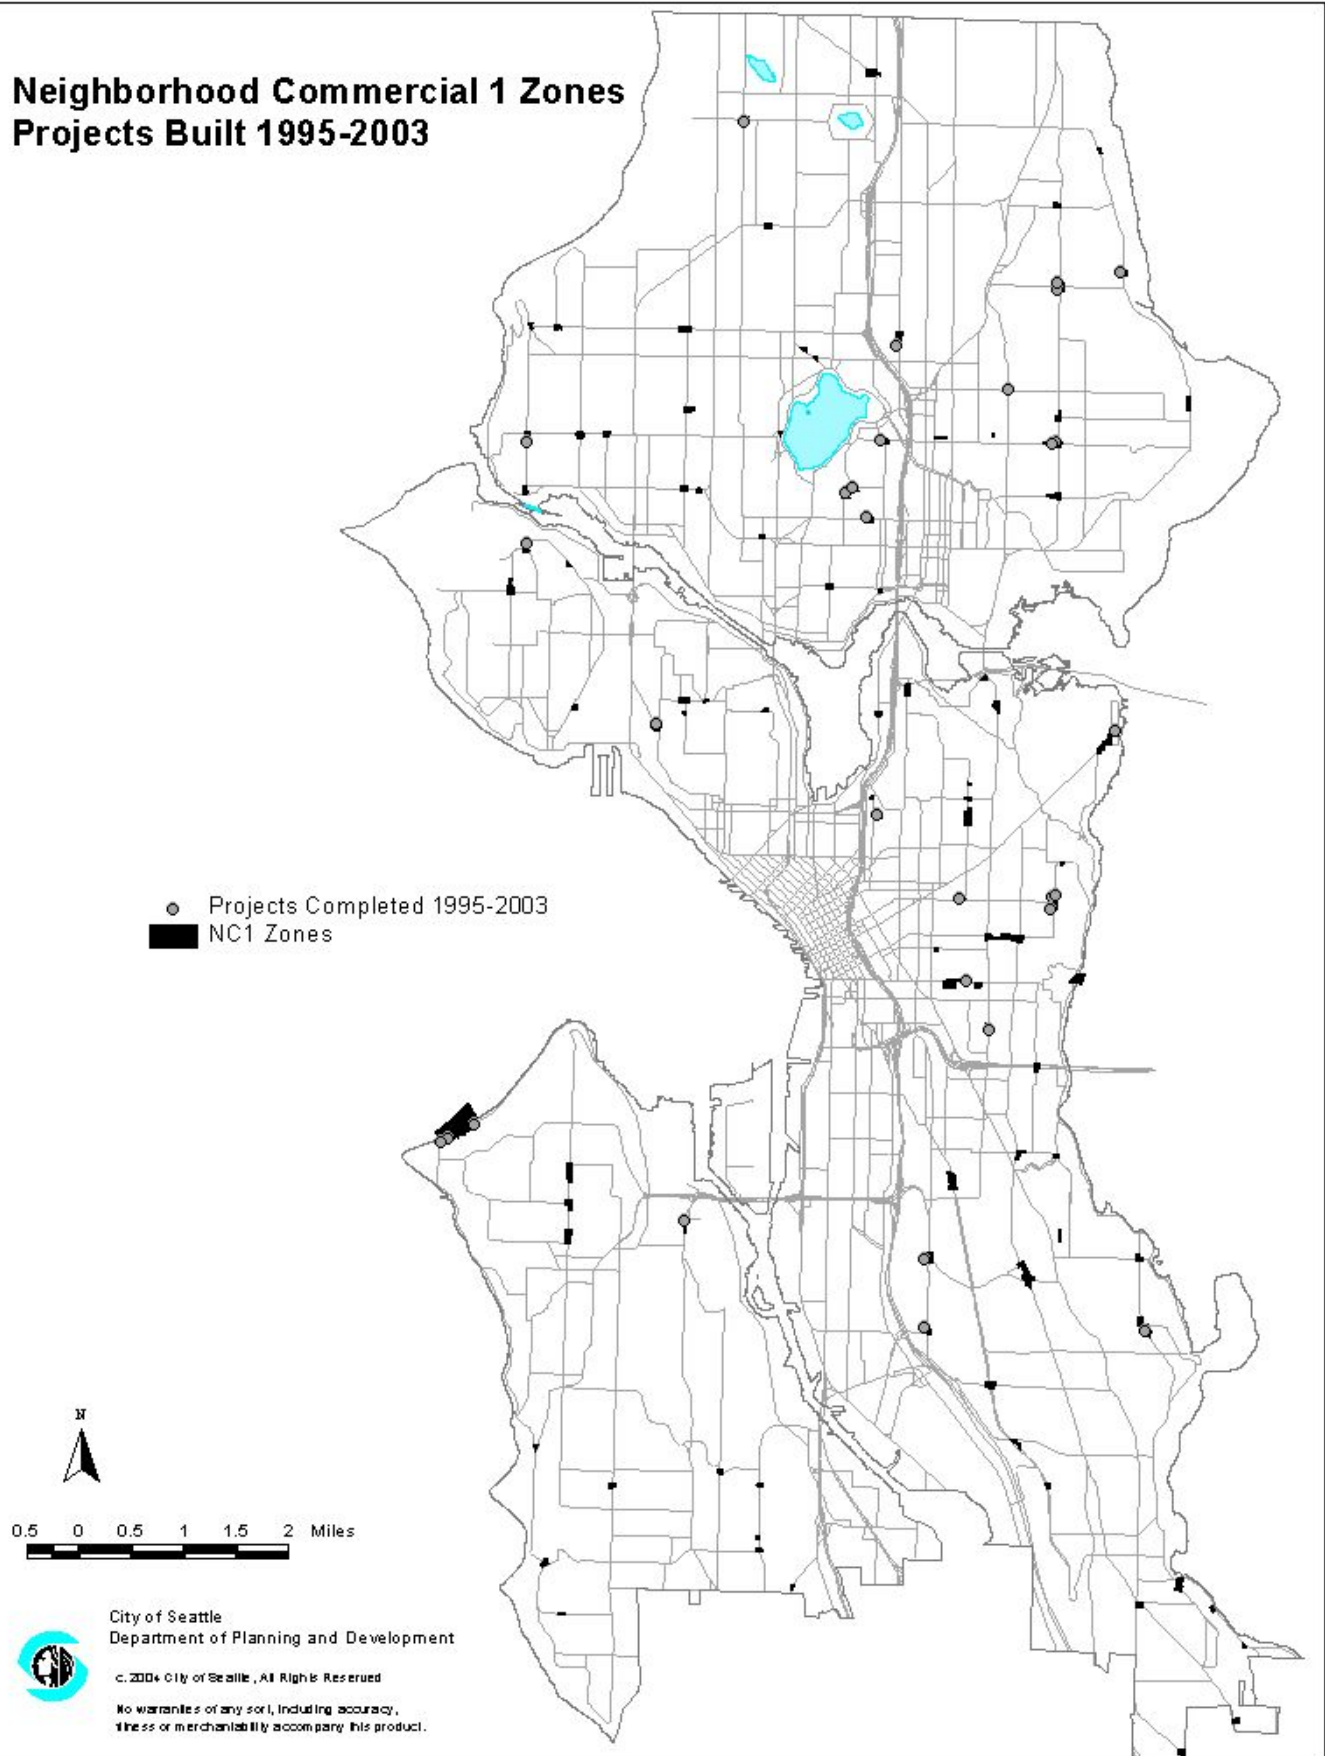 Neighborhood Commercial 1 Zones
Projects Built 1995-2003
Projects Completed 1995-2003
NC1 Zones
N
0.5 0 0.5 1 1.5 2 Miles
City of Seattle
Department of Planning and Development
c. 2004 City of Seattle, All Rights Reserved
No warranties of any sort, including accuracy,
fitness or merchantability accompany this product.